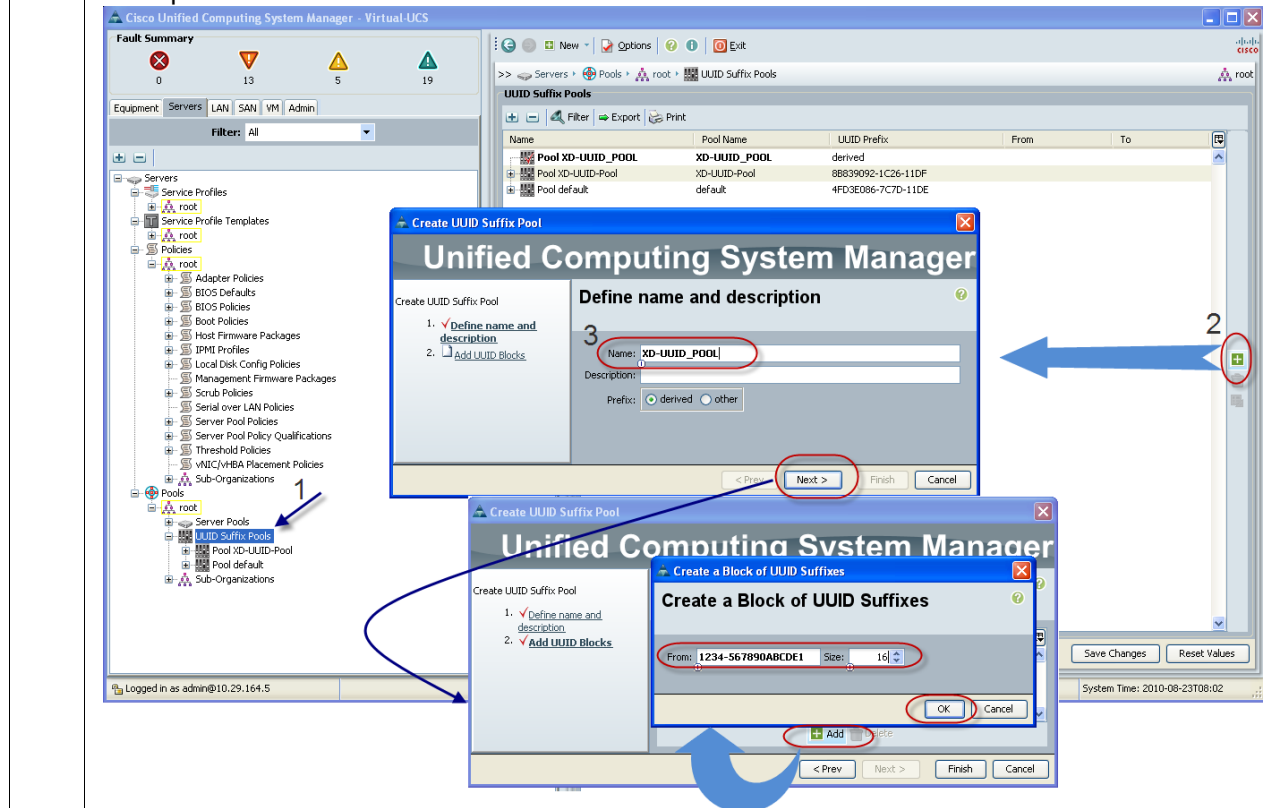 Cisco Unified Computing System Manager - Virtual-UCS
Fault Summary
0 13 5 19
Equipment Servers LAN SAN VM Admin
Filter: All
Servers
Service Profiles
root
Service Profile Templates
root
Policies
root
Adapter Policies
BIOS Defaults
BIOS Policies
Boot Policies
Host Firmware Packages
IPMI Profiles
Local Disk Config Policies
Management Firmware Packages
Scrub Policies
Serial over LAN Policies
Server Pool Policies
Server Pool Policy Qualifications
Threshold Policies
vNIC/vHBA Placement Policies
Sub-Organizations
Pools
1
root
Server Pools
UUID Suffix Pools
Pool XD-UUID-Pool
Pool default
Sub-Organizations
Logged in as admin@10.29.164.5
New Options Exit
cisco
>> Servers Pools root UUID Suffix Pools root
UUID Suffix Pools
Filter Export Print
Name Pool Name UUID Prefix From To
Pool XD-UUID_POOL XD-UUID_POOL derived
Pool XD-UUID-Pool XD-UUID-Pool 8B839092-1C26-11DF
Pool default default 4FD3E086-7C7D-11DE
2
Save Changes Reset Values
System Time: 2010-08-23T08:02
Create UUID Suffix Pool
Unified Computing System Manager
Create UUID Suffix Pool
1. Define name and
description
2. Add UUID Blocks
Define name and description
3
Name: XD-UUID_POOL
Description:
Prefix: derived other
< Prev Next > Finish Cancel
Create UUID Suffix Pool
Unified Computing System Manager
Create UUID Suffix Pool
1. Define name and
description
2. Add UUID Blocks
Create a Block of UUID Suffixes
Create a Block of UUID Suffixes
From: 1234-567890ABCDE1 Size: 16
OK Cancel
Add Delete
< Prev Next > Finish Cancel